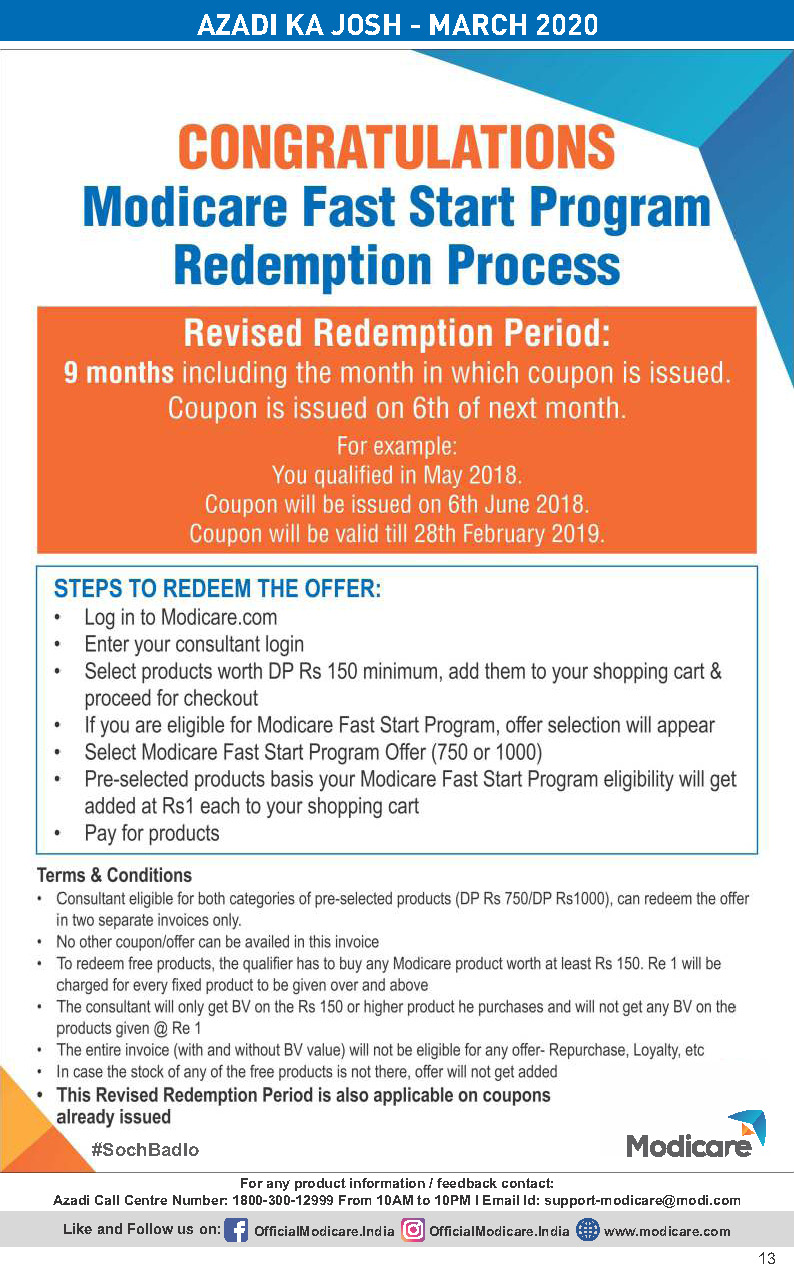 AZADI KA JOSH - MARCH 2020
CONGRATULATIONS
Modicare Fast Start Program
Redemption Process
Revised Redemption Period:
9 months including the month in which coupon is issued.
Coupon is issued on 6th of next month.
For example:
You qualified in May 2018.
Coupon will be issued on 6th June 2018.
Coupon will be valid till 28th February 2019.
STEPS TO REDEEM THE OFFER:
• Log in to Modicare.com
• Enter your consultant login
• Select products worth DP Rs 150 minimum, add them to your shopping cart &
proceed for checkout
• If you are eligible for Modicare Fast Start Program, offer selection will appear
• Select Modicare Fast Start Program Offer (750 or 1000)
• Pre-selected products basis your Modicare Fast Start Program eligibility will get
added at Rs1 each to your shopping cart
• Pay for products
Terms & Conditions
• Consultant eligible for both categories of pre-selected products (DP Rs 750/DP Rs1000), can redeem the offer
in two separate invoices only.
• No other coupon/offer can be availed in this invoice
• To redeem free products, the qualifier has to buy any Modicare product worth at least Rs 150. Re 1 will be
charged for every fixed product to be given over and above
• The consultant will only get BV on the Rs 150 or higher product he purchases and will not get any BV on the
products given @ Re 1
• The entire invoice (with and without BV value) will not be eligible for any offer- Repurchase, Loyalty, etc
• In case the stock of any of the free products is not there, offer will not get added
• This Revised Redemption Period is also applicable on coupons
already issued
#SochBadlo
Modicare
For any product information / feedback contact:
Azadi Call Centre Number: 1800-300-12999 From 10AM to 10PM I Email Id: support-modicare@modi.com
Like and Follow us on: OfficialModicare.India OfficialModicare.India www.modicare.com
13